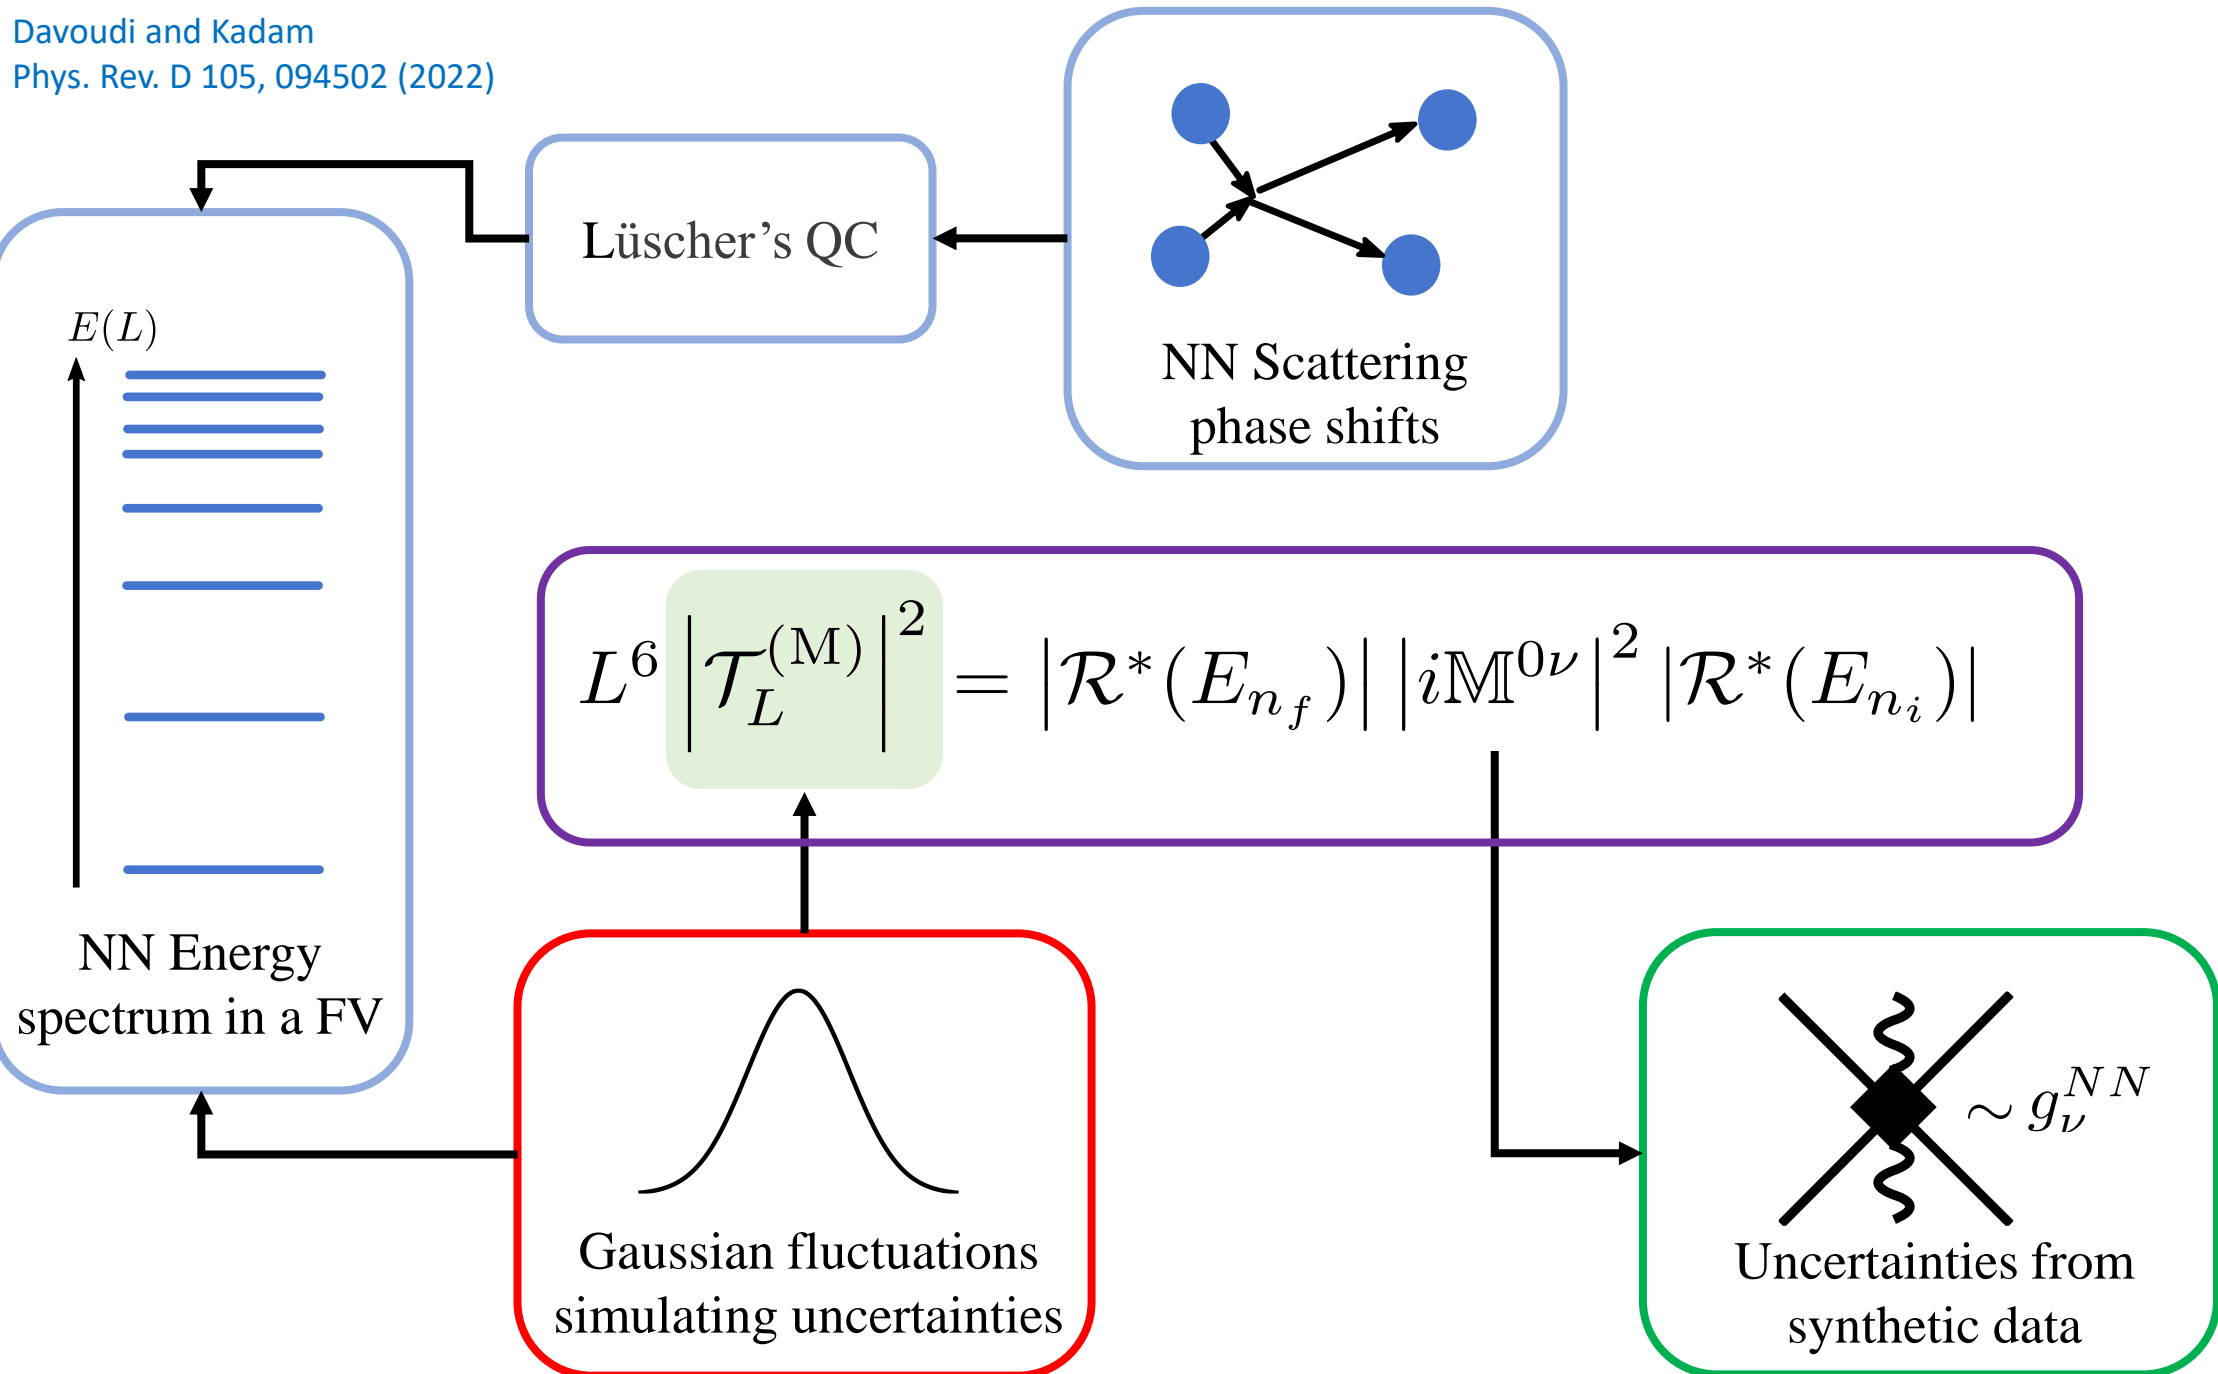 Davoudi and Kadam
Phys. Rev. D 105, 094502 (2022)
Lüscher's QC
NN Scattering
phase shifts
E(L)
NN Energy
spectrum in a FV
L^6 |𝒯_L^{(M)}|^2 = |ℛ^*(E_{n_f})| |i𝕄^{0ν}|^2 |ℛ^*(E_{n_i})|
Gaussian fluctuations
simulating uncertainties
∼ g_ν^{NN}
Uncertainties from
synthetic data